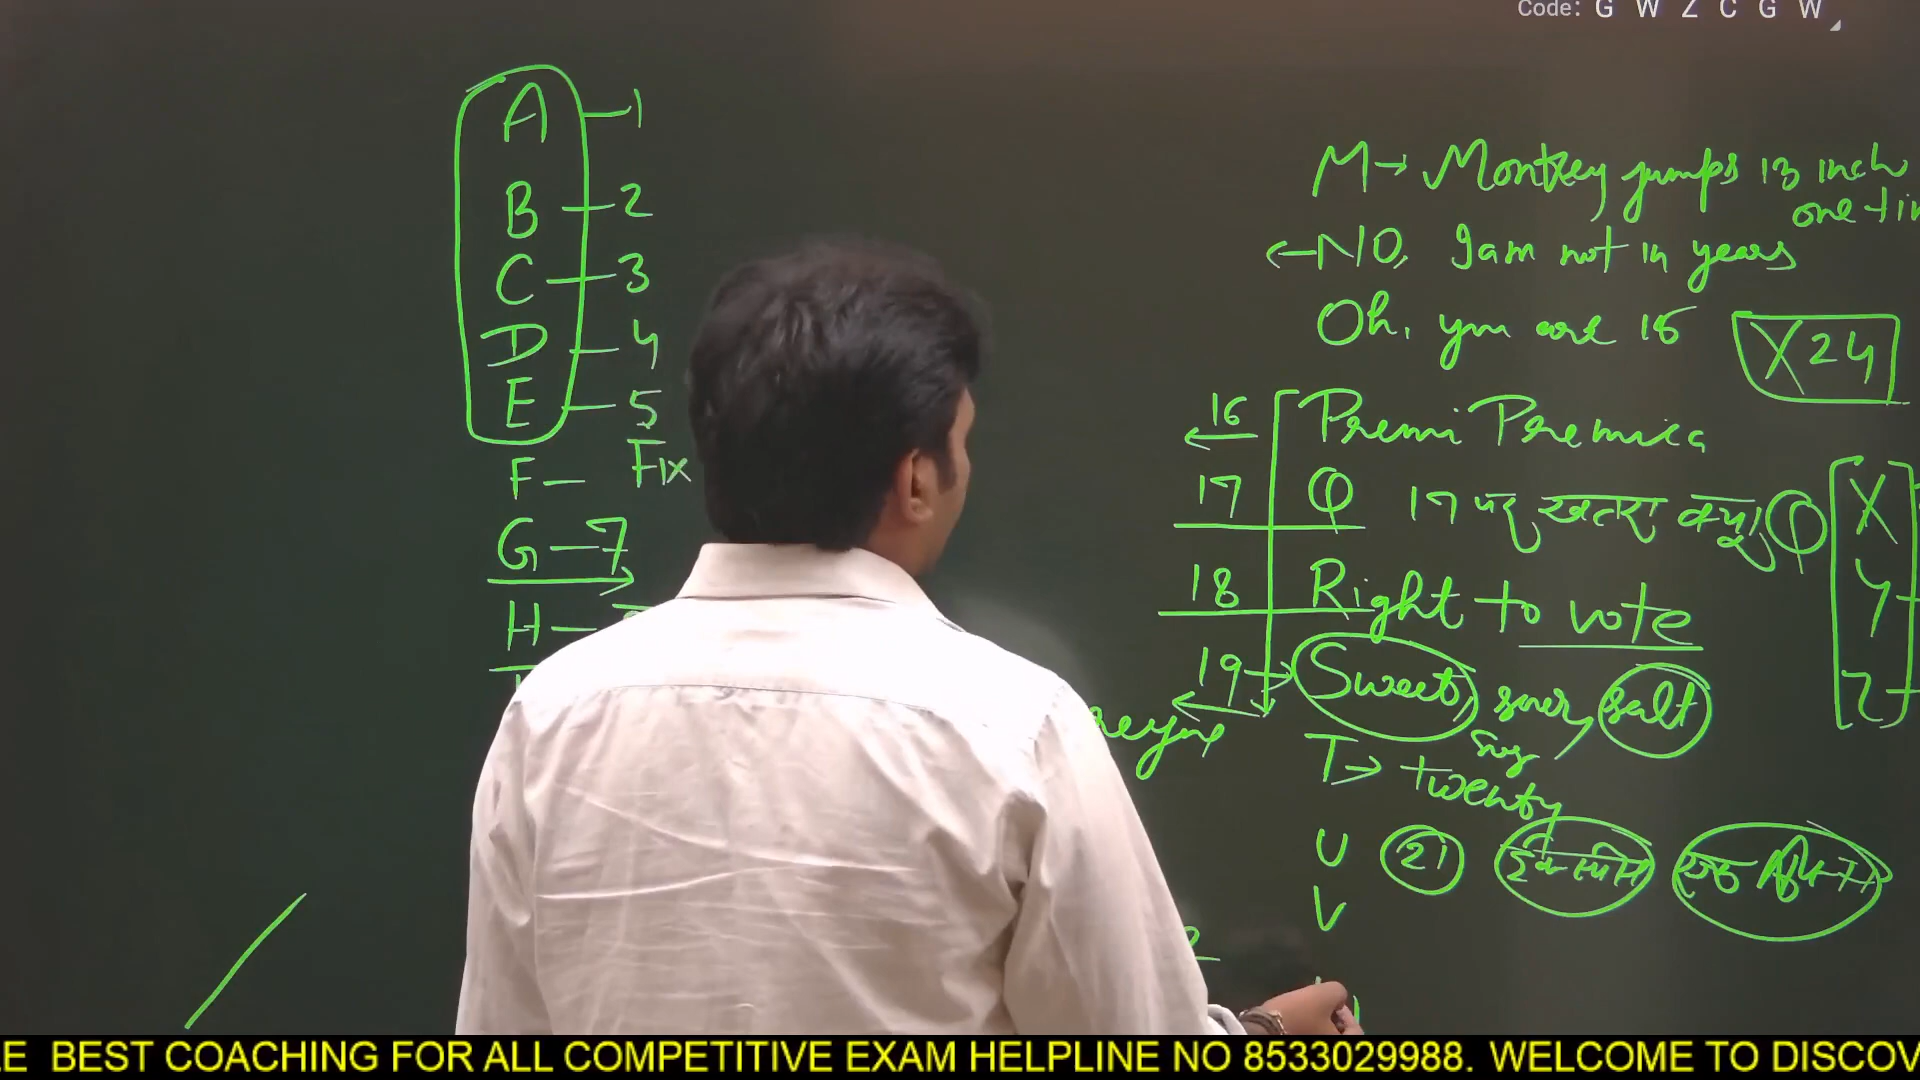 Code: G W Z C G W
A — 1
B — 2
C — 3
D — 4
E — 5
Fix
F —
G — 7
H —
M → Monkey jumps 13 inch
one
← NO, I am not in years
Oh, you are 15
X 24
16 Premi Premica
17 Q 17 पर खतरा क्यू Q
18 Right to vote
19 → Sweet, sour, salt
T → twenty
U 21
V
X
Y
Z
LE BEST COACHING FOR ALL COMPETITIVE EXAM HELPLINE NO 8533029988. WELCOME TO DISCOV